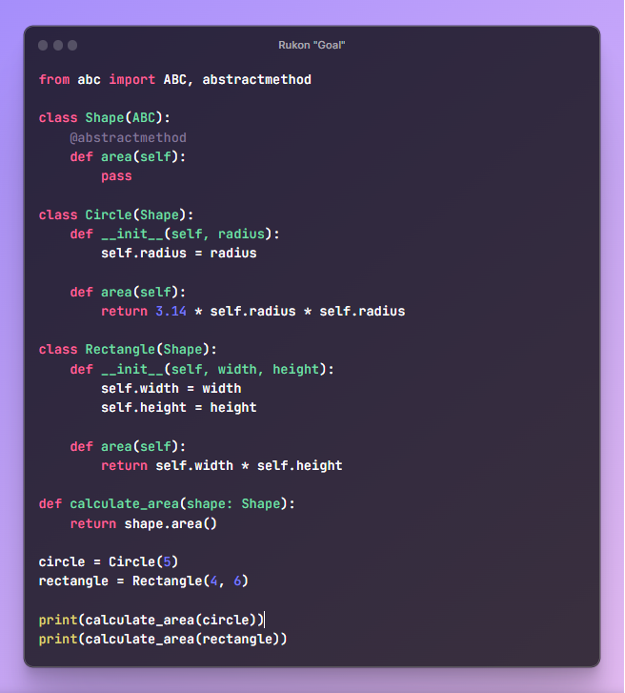 Rukon "Goal"
from abc import ABC, abstractmethod
class Shape(ABC):
    @abstractmethod
    def area(self):
        pass
class Circle(Shape):
    def __init__(self, radius):
        self.radius = radius
    def area(self):
        return 3.14 * self.radius * self.radius
class Rectangle(Shape):
    def __init__(self, width, height):
        self.width = width
        self.height = height
    def area(self):
        return self.width * self.height
def calculate_area(shape: Shape):
    return shape.area()
circle = Circle(5)
rectangle = Rectangle(4, 6)
print(calculate_area(circle))
print(calculate_area(rectangle))